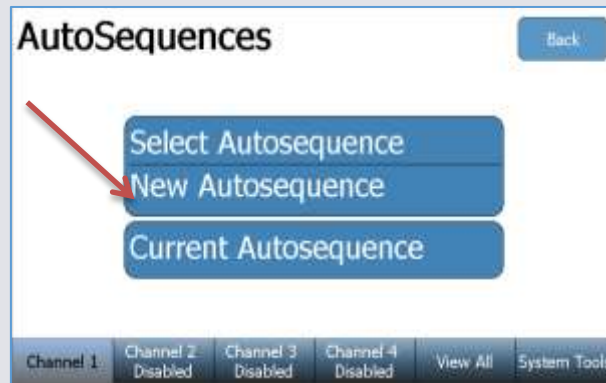 AutoSequences
Back
Select Autosequence
New Autosequence
Current Autosequence
Channel 1
Channel 2 Disabled
Channel 3 Disabled
Channel 4 Disabled
View All
System Tool